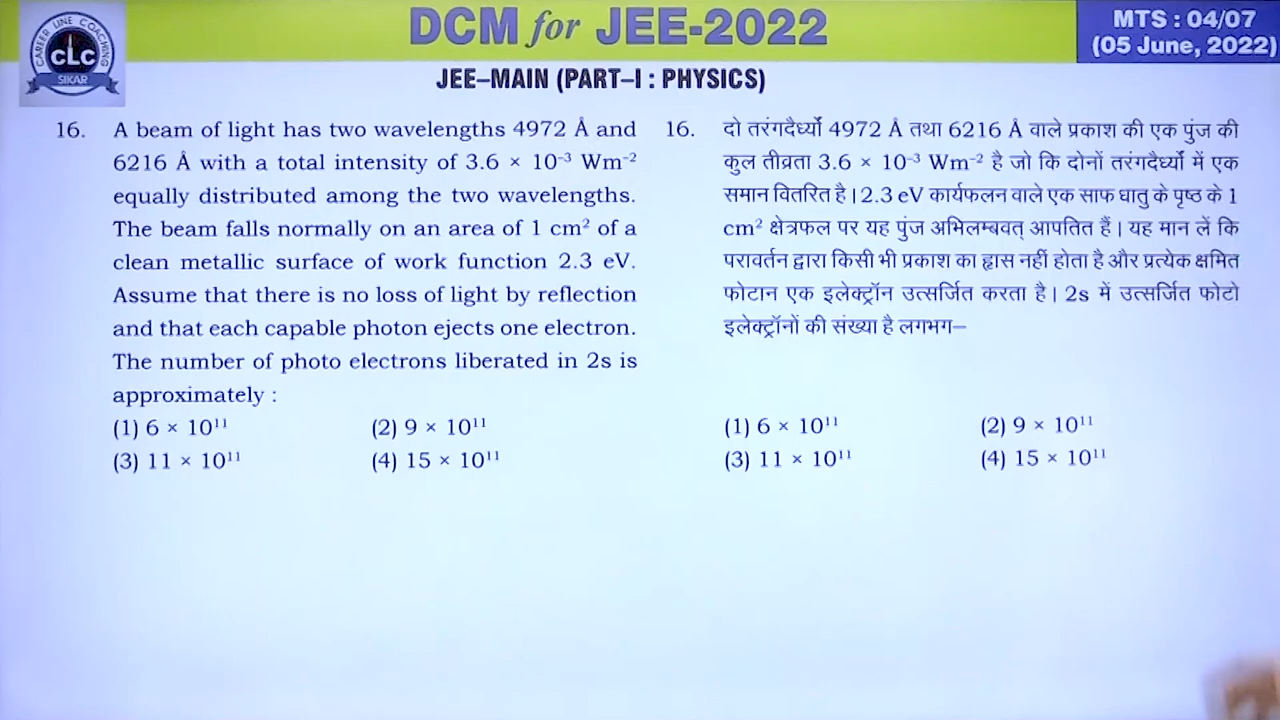 CAREER LINE COACHING
CLC
SIKAR
DCM for JEE-2022
MTS : 04/07
(05 June, 2022)
JEE–MAIN (PART–I : PHYSICS)
16. A beam of light has two wavelengths 4972 Å and
6216 Å with a total intensity of 3.6 × 10⁻³ Wm⁻²
equally distributed among the two wavelengths.
The beam falls normally on an area of 1 cm² of a
clean metallic surface of work function 2.3 eV.
Assume that there is no loss of light by reflection
and that each capable photon ejects one electron.
The number of photo electrons liberated in 2s is
approximately :
(1) 6 × 10¹¹ (2) 9 × 10¹¹
(3) 11 × 10¹¹ (4) 15 × 10¹¹
16. दो तरंगदैर्ध्यों 4972 Å तथा 6216 Å वाले प्रकाश की एक पुंज की
कुल तीव्रता 3.6 × 10⁻³ Wm⁻² है जो कि दोनों तरंगदैर्ध्यों में एक
समान वितरित है। 2.3 eV कार्यफलन वाले एक साफ धातु के पृष्ठ के 1
cm² क्षेत्रफल पर यह पुंज अभिलम्बवत् आपतित हैं। यह मान लें कि
परावर्तन द्वारा किसी भी प्रकाश का ह्रास नहीं होता है और प्रत्येक क्षमित
फोटान एक इलेक्ट्रॉन उत्सर्जित करता है। 2s में उत्सर्जित फोटो
इलेक्ट्रॉनों की संख्या है लगभग–
(1) 6 × 10¹¹ (2) 9 × 10¹¹
(3) 11 × 10¹¹ (4) 15 × 10¹¹